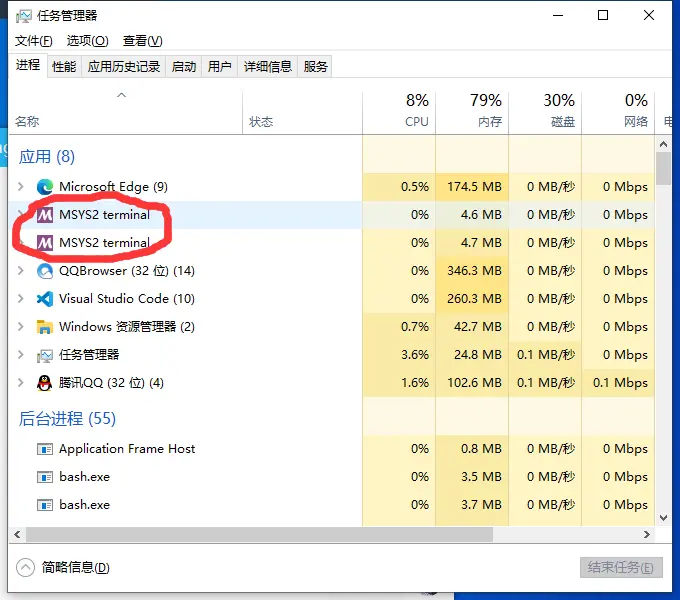 任务管理器
文件(F) 选项(O) 查看(V)
进程 性能 应用历史记录 启动 用户 详细信息 服务
8% 79% 30% 0%
名称 状态 CPU 内存 磁盘 网络
应用 (8)
Microsoft Edge (9) 0.5% 174.5 MB 0 MB/秒 0 Mbps
MSYS2 terminal 0% 4.6 MB 0 MB/秒 0 Mbps
MSYS2 terminal 0% 4.7 MB 0 MB/秒 0 Mbps
QQBrowser (32 位) (14) 0% 346.3 MB 0 MB/秒 0 Mbps
Visual Studio Code (10) 0% 260.3 MB 0 MB/秒 0 Mbps
Windows 资源管理器 (2) 0.7% 42.7 MB 0 MB/秒 0 Mbps
任务管理器 3.6% 24.8 MB 0.1 MB/秒 0 Mbps
腾讯QQ (32 位) (4) 1.6% 102.6 MB 0.1 MB/秒 0.1 Mbps
后台进程 (55)
Application Frame Host 0% 0.8 MB 0 MB/秒 0 Mbps
bash.exe 0% 3.5 MB 0 MB/秒 0 Mbps
bash.exe 0% 3.7 MB 0 MB/秒 0 Mbps
简略信息(D) 结束任务(E)